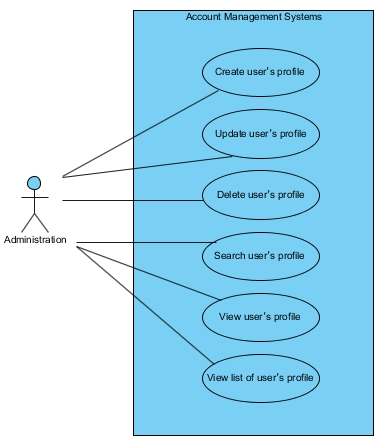 Account Management Systems
Create user's profile
Update user's profile
Delete user's profile
Administration
Search user's profile
View user's profile
View list of user's profile